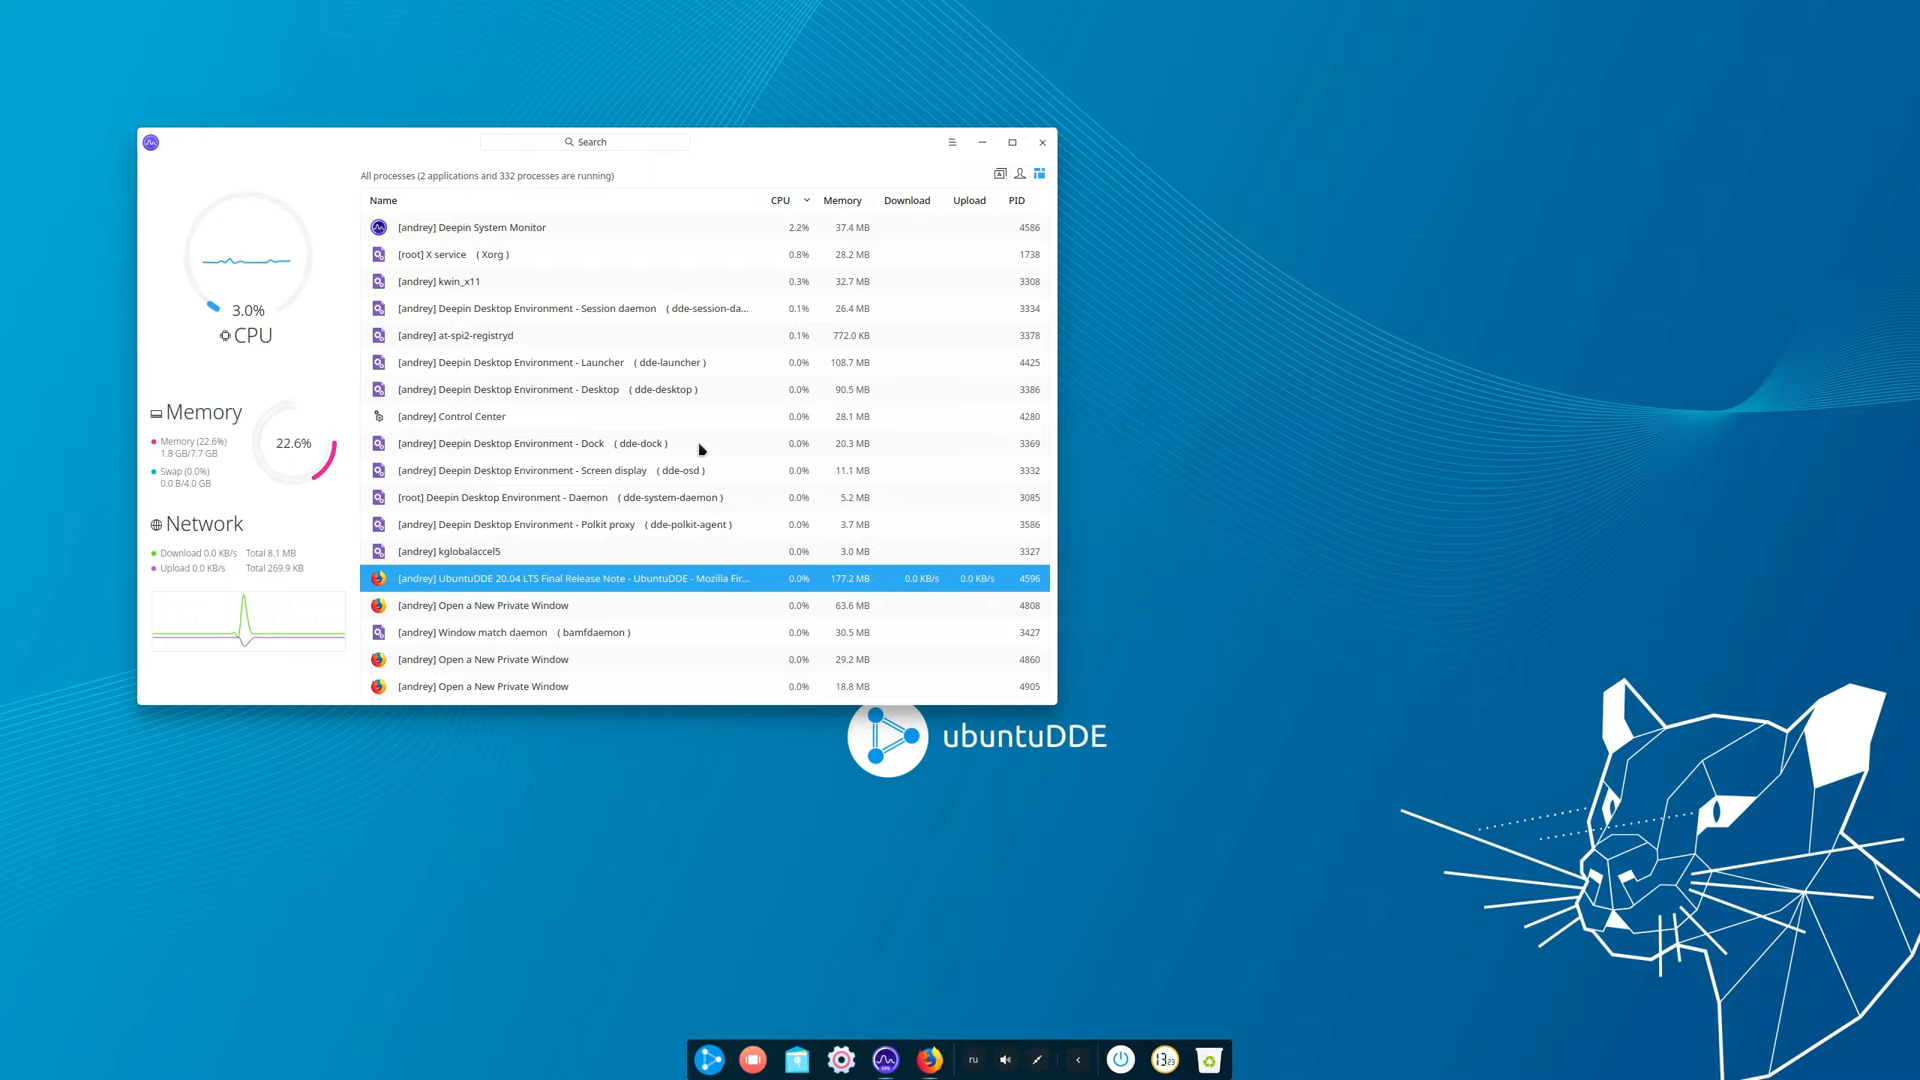 Search
All processes (2 applications and 332 processes are running)
Name CPU Memory Download Upload PID
[andrey] Deepin System Monitor 2.2% 37.4 MB 4586
[root] X service ( Xorg ) 0.8% 28.2 MB 1738
[andrey] kwin_x11 0.3% 32.7 MB 3308
[andrey] Deepin Desktop Environment - Session daemon ( dde-session-da... 0.1% 26.4 MB 3334
[andrey] at-spi2-registryd 0.1% 772.0 KB 3378
[andrey] Deepin Desktop Environment - Launcher ( dde-launcher ) 0.0% 108.7 MB 4425
[andrey] Deepin Desktop Environment - Desktop ( dde-desktop ) 0.0% 90.5 MB 3386
[andrey] Control Center 0.0% 28.1 MB 4280
[andrey] Deepin Desktop Environment - Dock ( dde-dock ) 0.0% 20.3 MB 3369
[andrey] Deepin Desktop Environment - Screen display ( dde-osd ) 0.0% 11.1 MB 3332
[root] Deepin Desktop Environment - Daemon ( dde-system-daemon ) 0.0% 5.2 MB 3085
[andrey] Deepin Desktop Environment - Polkit proxy ( dde-polkit-agent ) 0.0% 3.7 MB 3586
[andrey] kglobalaccel5 0.0% 3.0 MB 3327
[andrey] UbuntuDDE 20.04 LTS Final Release Note - UbuntuDDE - Mozilla Fir... 0.0% 177.2 MB 0.0 KB/s 0.0 KB/s 4596
[andrey] Open a New Private Window 0.0% 63.6 MB 4808
[andrey] Window match daemon ( bamfdaemon ) 0.0% 30.5 MB 3427
[andrey] Open a New Private Window 0.0% 29.2 MB 4860
[andrey] Open a New Private Window 0.0% 18.8 MB 4905
3.0%
CPU
Memory
Memory (22.6%)
1.8 GB/7.7 GB
Swap (0.0%)
0.0 B/4.0 GB
22.6%
Network
Download 0.0 KB/s Total 8.1 MB
Upload 0.0 KB/s Total 269.9 KB
ubuntuDDE
ru
13 23